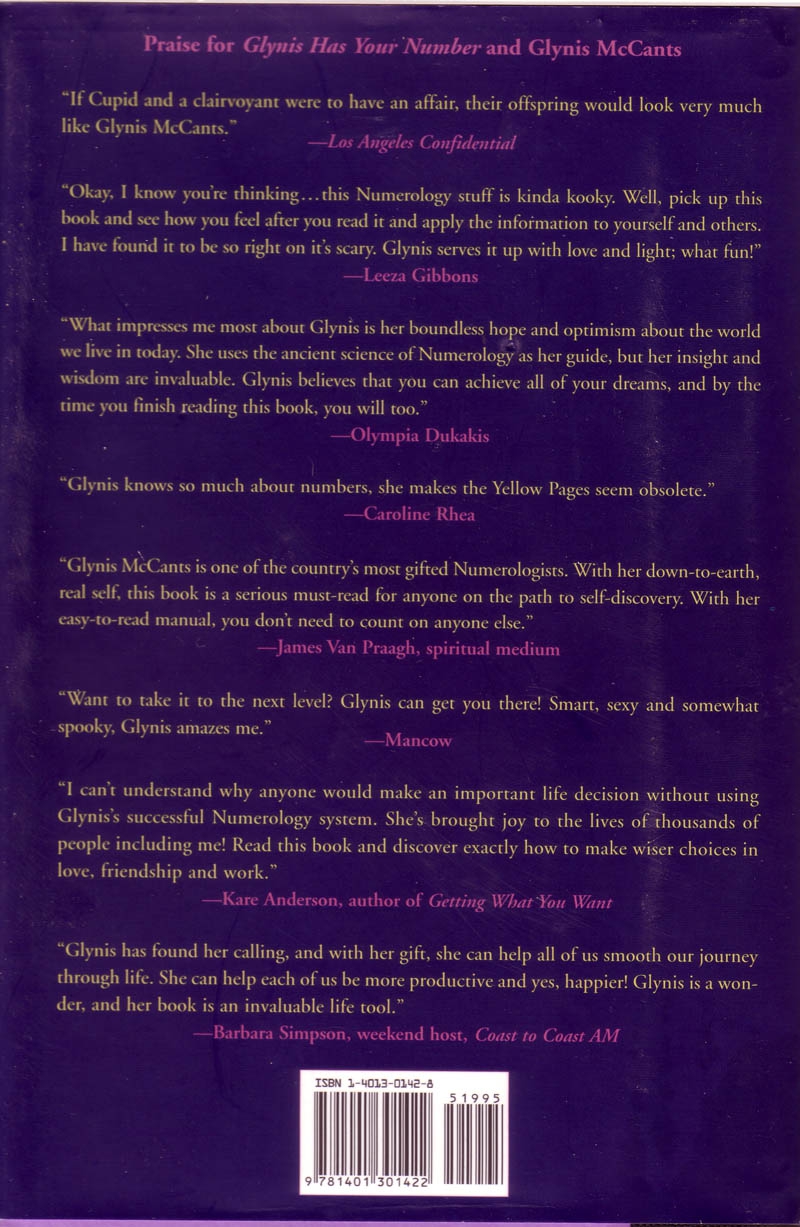 Praise for Glynis Has Your Number and Glynis McCants
“If Cupid and a clairvoyant were to have an affair, their offspring would look very much
like Glynis McCants.”
—Los Angeles Confidential
“Okay, I know you’re thinking…this Numerology stuff is kinda kooky. Well, pick up this
book and see how you feel after you read it and apply the information to yourself and others.
I have found it to be so right on it’s scary. Glynis serves it up with love and light; what fun!”
—Leeza Gibbons
“What impresses me most about Glynis is her boundless hope and optimism about the world
we live in today. She uses the ancient science of Numerology as her guide, but her insight and
wisdom are invaluable. Glynis believes that you can achieve all of your dreams, and by the
time you finish reading this book, you will too.”
—Olympia Dukakis
“Glynis knows so much about numbers, she makes the Yellow Pages seem obsolete.”
—Caroline Rhea
“Glynis McCants is one of the country’s most gifted Numerologists. With her down-to-earth,
real self, this book is a serious must-read for anyone on the path to self-discovery. With her
easy-to-read manual, you don’t need to count on anyone else.”
—James Van Praagh, spiritual medium
“Want to take it to the next level? Glynis can get you there! Smart, sexy and somewhat
spooky, Glynis amazes me.”
—Mancow
“I can’t understand why anyone would make an important life decision without using
Glynis’s successful Numerology system. She’s brought joy to the lives of thousands of
people including me! Read this book and discover exactly how to make wiser choices in
love, friendship and work.”
—Kare Anderson, author of Getting What You Want
“Glynis has found her calling, and with her gift, she can help all of us smooth our journey
through life. She can help each of us be more productive and yes, happier! Glynis is a won-
der, and her book is an invaluable life tool.”
—Barbara Simpson, weekend host, Coast to Coast AM
ISBN 1-4013-0142-8
51995
9 781401 301422